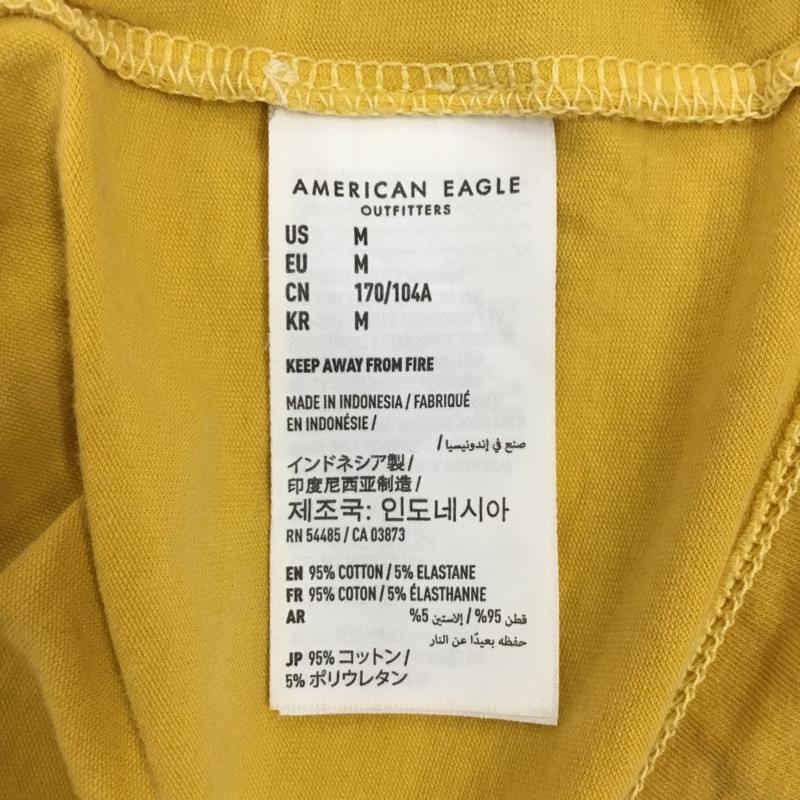 AMERICAN EAGLE
OUTFITTERS
US M
EU M
CN 170/104A
KR M
KEEP AWAY FROM FIRE
MADE IN INDONESIA / FABRIQUÉ
EN INDONÉSIE /
صنع في إندونيسيا /
インドネシア製 /
印度尼西亚制造 /
제조국: 인도네시아
RN 54485 / CA 03873
EN 95% COTTON / 5% ELASTANE
FR 95% COTON / 5% ÉLASTHANNE
AR قطن 95% / إلاستين 5%
حفظه بعيدًا عن النار
JP 95% コットン /
5% ポリウレタン